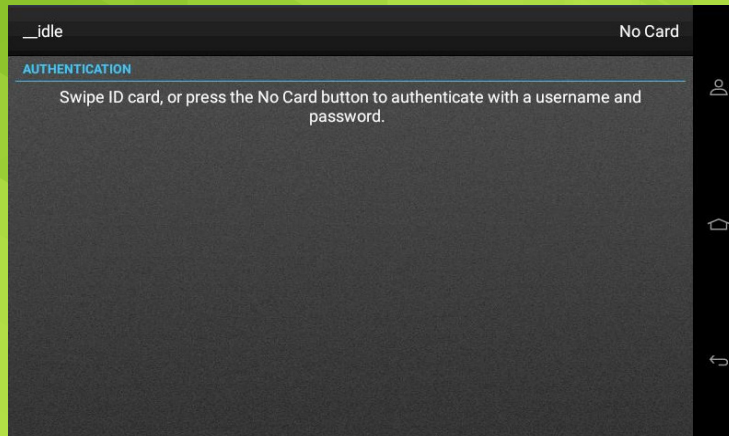 __idle
No Card
AUTHENTICATION
Swipe ID card, or press the No Card button to authenticate with a username and
password.